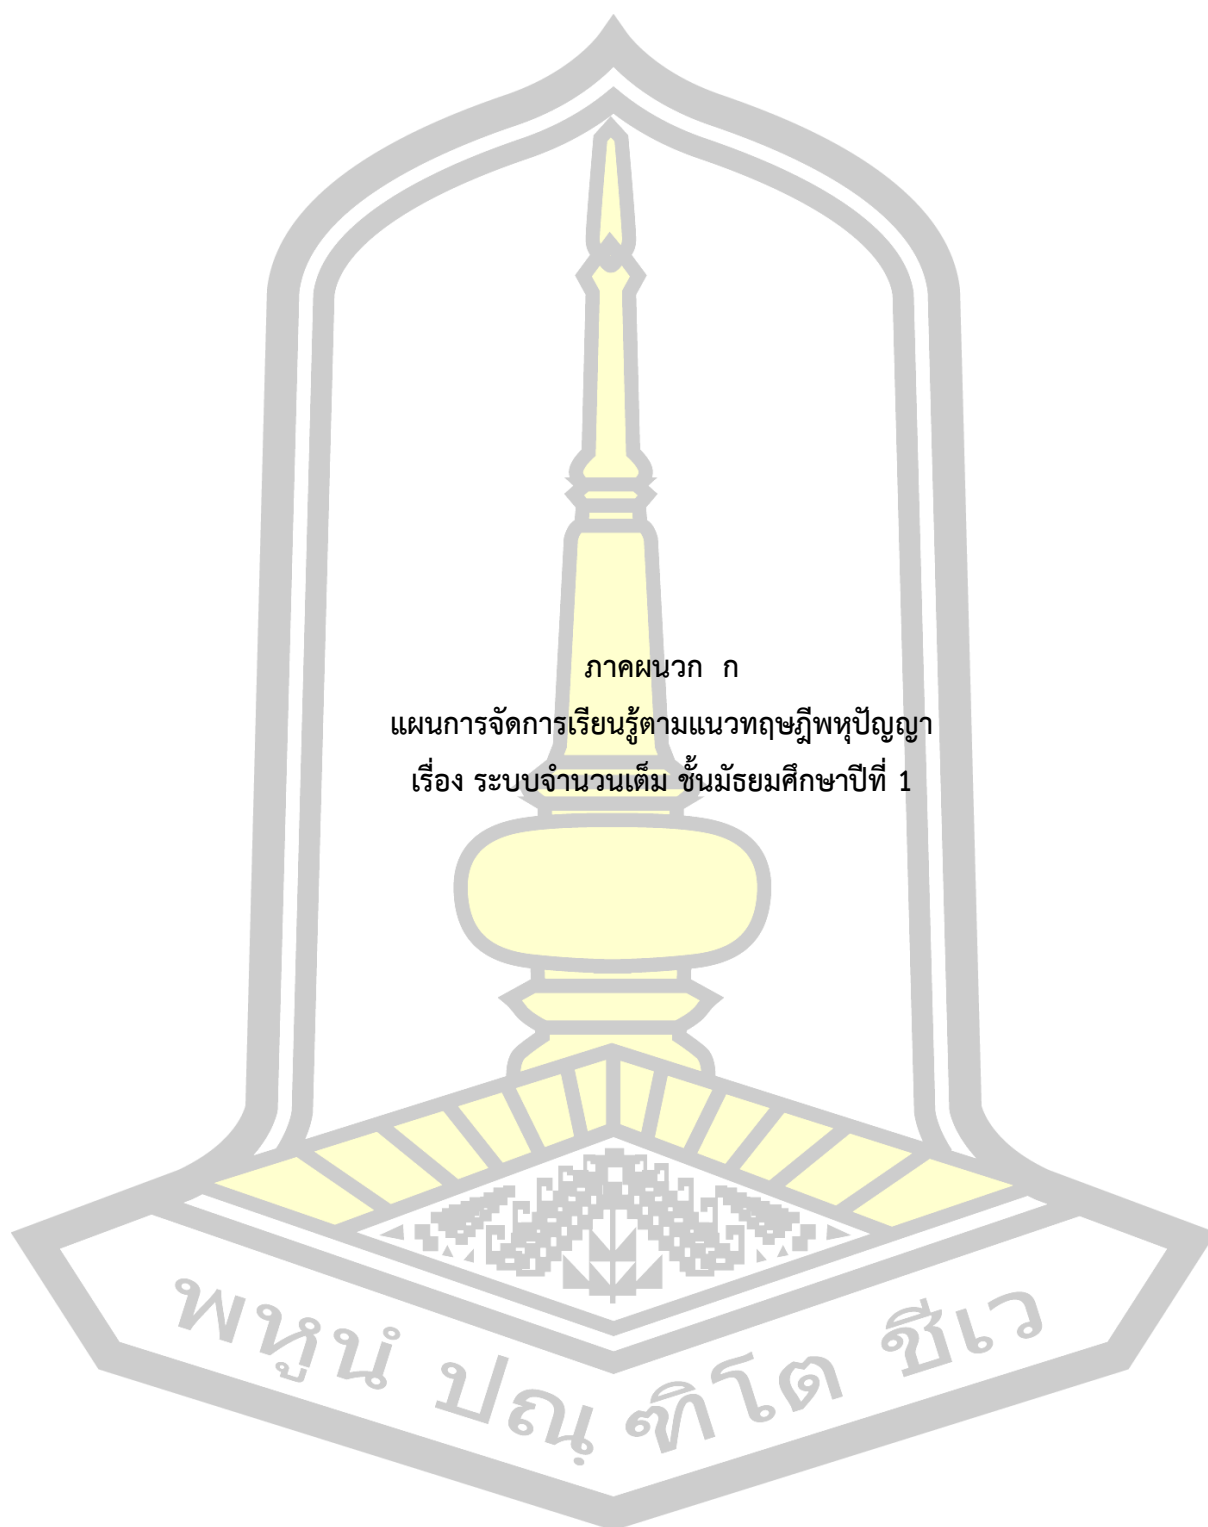 ภาคผนวก ก
แผนการจัดการเรียนรู้ตามแนวทฤษฎีพหุปัญญา
เรื่อง ระบบจำนวนเต็ม ชั้นมัธยมศึกษาปีที่ 1
พหูนํ ปณฺฑิโต ชีเว